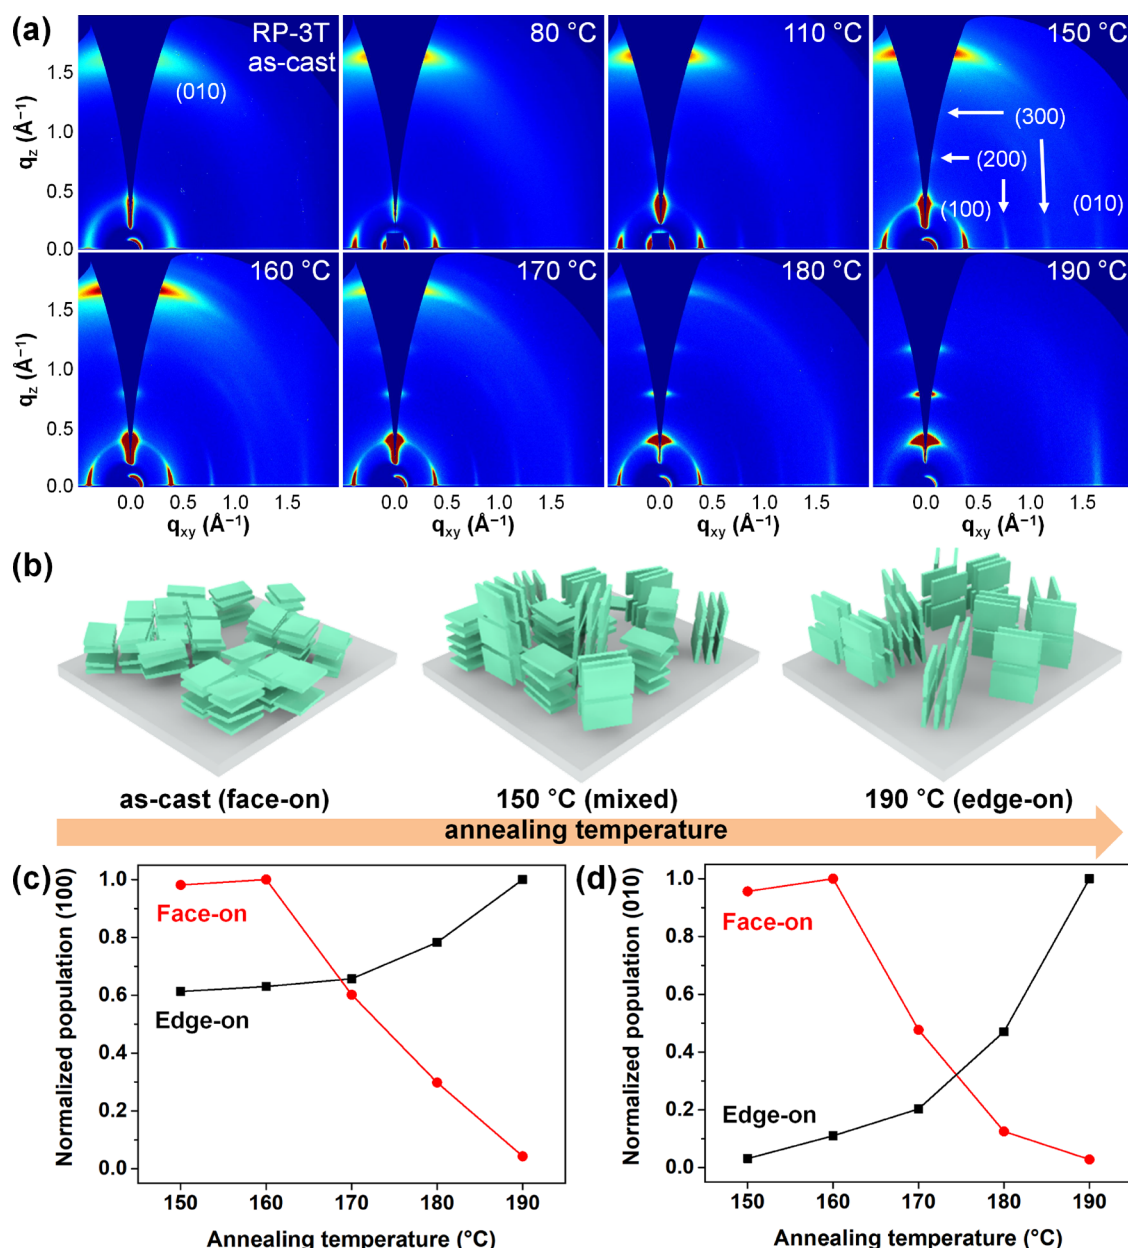 (a)
RP-3T
as-cast
80 °C
110 °C
150 °C
(010)
(300)
(200)
(100)
(010)
q_z (Å⁻¹)
1.5
1.0
0.5
0.0
160 °C
170 °C
180 °C
190 °C
q_z (Å⁻¹)
1.5
1.0
0.5
0.0
0.0 0.5 1.0 1.5
0.0 0.5 1.0 1.5
0.0 0.5 1.0 1.5
0.0 0.5 1.0 1.5
q_xy (Å⁻¹)
q_xy (Å⁻¹)
q_xy (Å⁻¹)
q_xy (Å⁻¹)
(b)
as-cast (face-on)
150 °C (mixed)
190 °C (edge-on)
annealing temperature
(c)
Normalized population (100)
1.0
0.8
0.6
0.4
0.2
0.0
Face-on
Edge-on
150 160 170 180 190
Annealing temperature (°C)
(d)
Normalized population (010)
1.0
0.8
0.6
0.4
0.2
0.0
Face-on
Edge-on
150 160 170 180 190
Annealing temperature (°C)